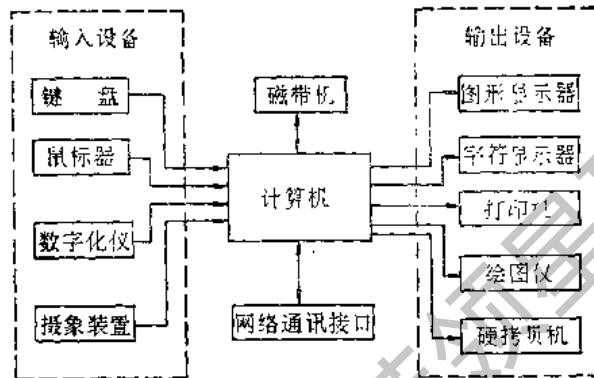 输入设备
输出设备
键 盘
磁带机
图形显示器
鼠标器
字符显示器
计算机
打印机
数字化仪
绘图仪
摄象装置
网络通讯接口
硬拷贝机